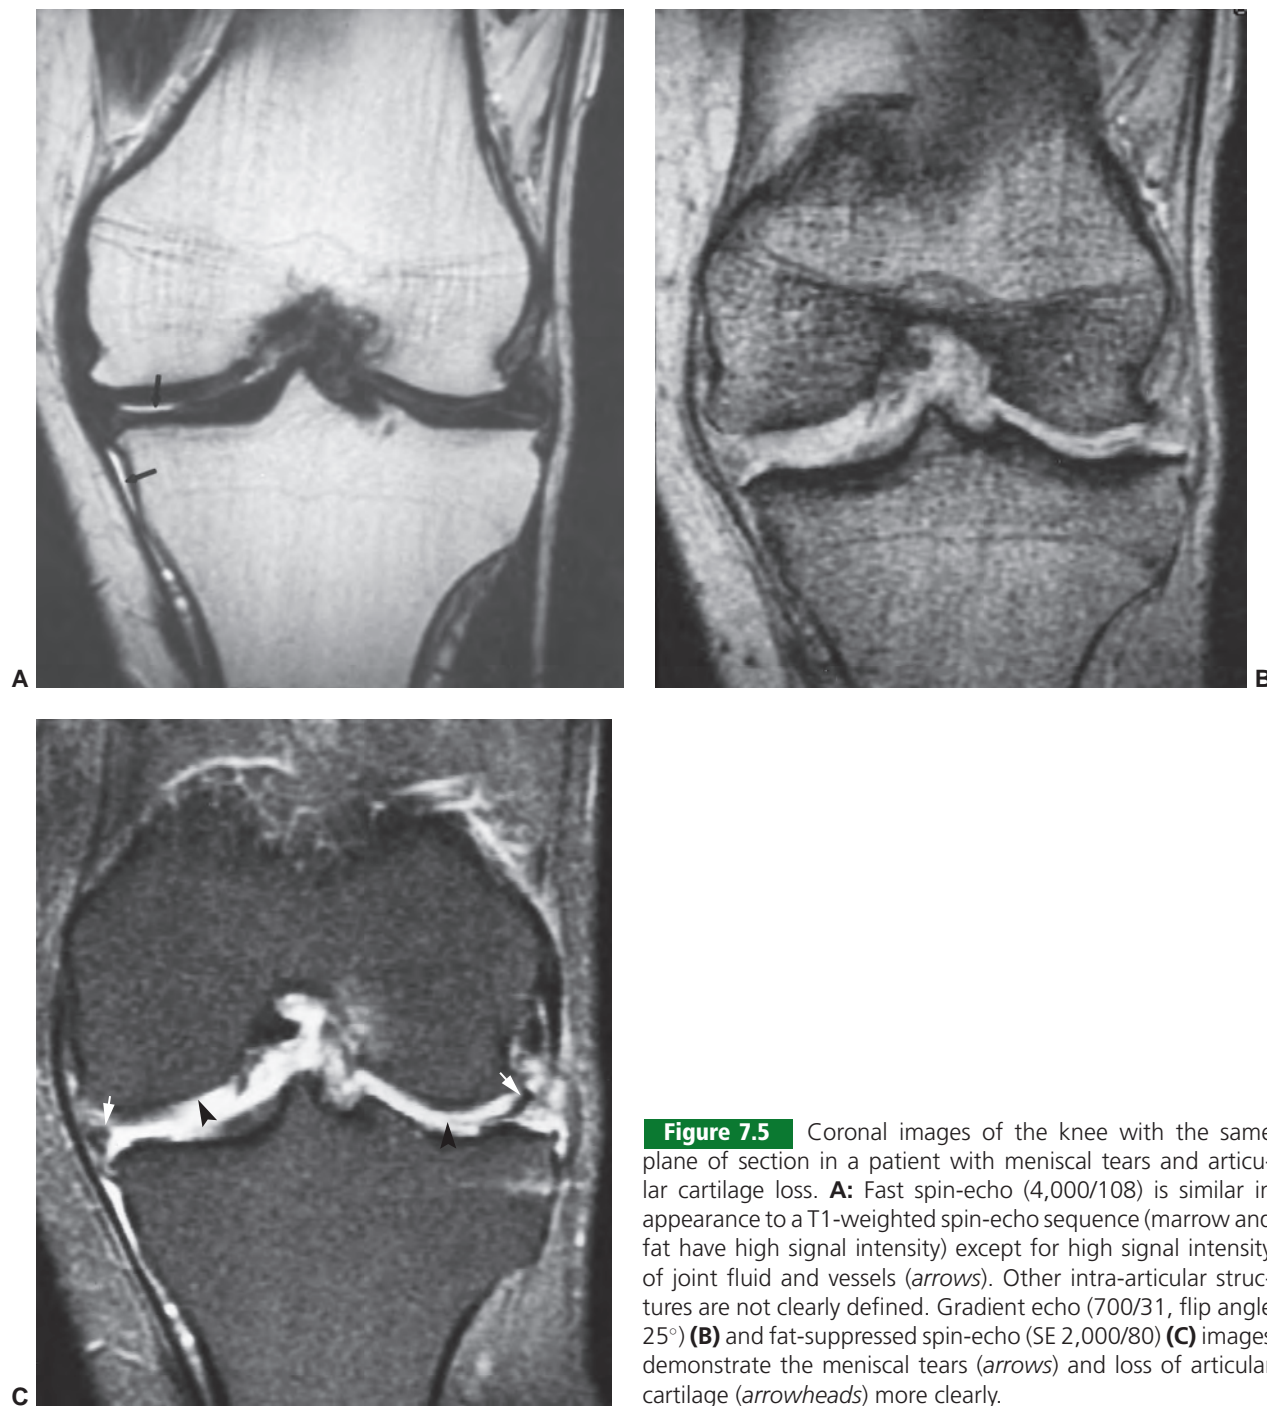 A
B
C
Figure 7.5 Coronal images of the knee with the same
plane of section in a patient with meniscal tears and articu-
lar cartilage loss. A: Fast spin-echo (4,000/108) is similar in
appearance to a T1-weighted spin-echo sequence (marrow and
fat have high signal intensity) except for high signal intensity
of joint fluid and vessels (arrows). Other intra-articular struc-
tures are not clearly defined. Gradient echo (700/31, flip angle
25°) (B) and fat-suppressed spin-echo (SE 2,000/80) (C) images
demonstrate the meniscal tears (arrows) and loss of articular
cartilage (arrowheads) more clearly.